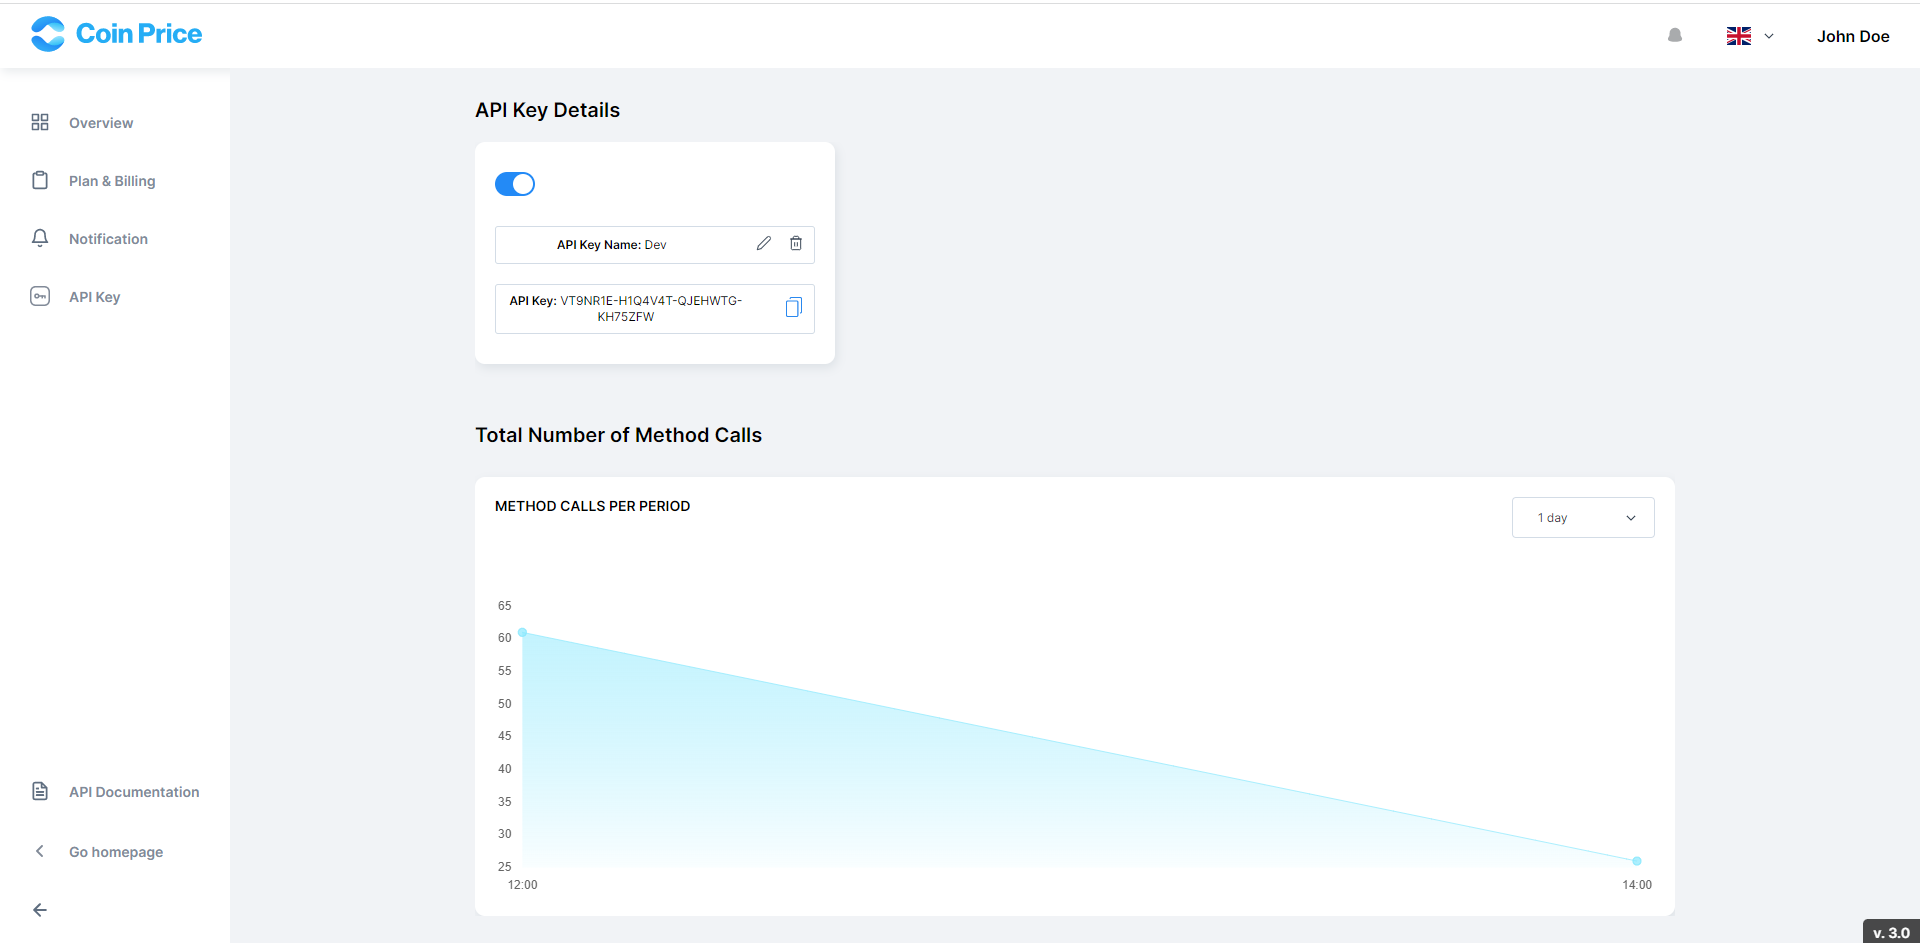 Coin Price
John Doe
Overview
Plan & Billing
Notification
API Key
API Documentation
Go homepage
API Key Details
API Key Name: Dev
API Key: VT9NR1E-H1Q4V4T-QJEHWTG-
KH75ZFW
Total Number of Method Calls
METHOD CALLS PER PERIOD
1 day
65
60
55
50
45
40
35
30
25
12:00
14:00
v. 3.0